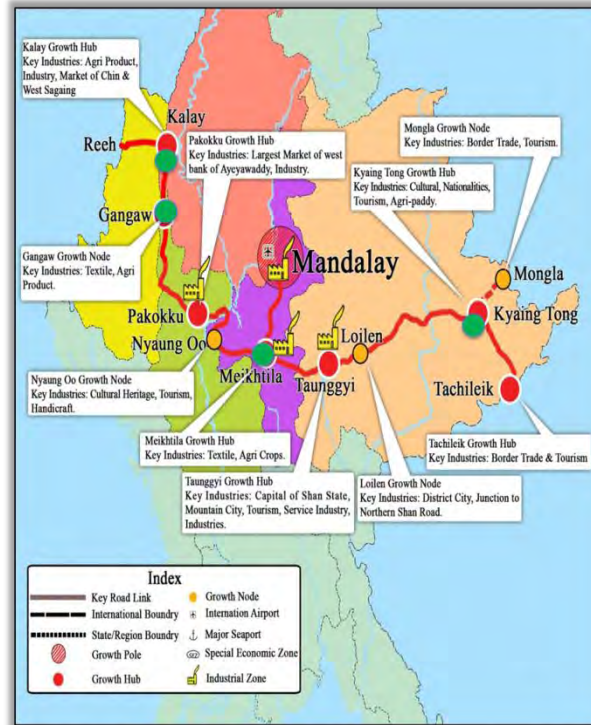 Kalay Growth Hub
Key Industries: Agri Product,
Industry, Market of Chin &
West Sagaing
Kalay
Reeh
Pakokku Growth Hub
Key Industries: Largest Market of west
bank of Ayeyawaddy, Industry.
Mongla Growth Node
Key Industries: Border Trade, Tourism.
Kyaing Tong Growth Hub
Key Industries: Cultural, Nationalities,
Tourism, Agri-paddy.
Gangaw
Gangaw Growth Node
Key Industries: Textile, Agri
Product.
Mandalay
Mongla
Pakokku
Kyaing Tong
Nyaung Oo
Loilen
Meikhtila
Taunggyi
Tachileik
Nyaung Oo Growth Node
Key Industries: Cultural Heritage, Tourism,
Handicraft.
Meikhtila Growth Hub
Key Industries: Textile, Agri Crops.
Tachileik Growth Hub
Key Industries: Border Trade & Tourism
Taunggyi Growth Hub
Key Industries: Capital of Shan State,
Mountain City, Tourism, Service Industry,
Industries.
Loilen Growth Node
Key Industries: District City, Junction to
Northern Shan Road.
Index
Key Road Link
International Boundary
State/Region Boundary
Growth Pole
Growth Hub
Growth Node
Internation Airport
Major Seaport
Special Economic Zone
Industrial Zone